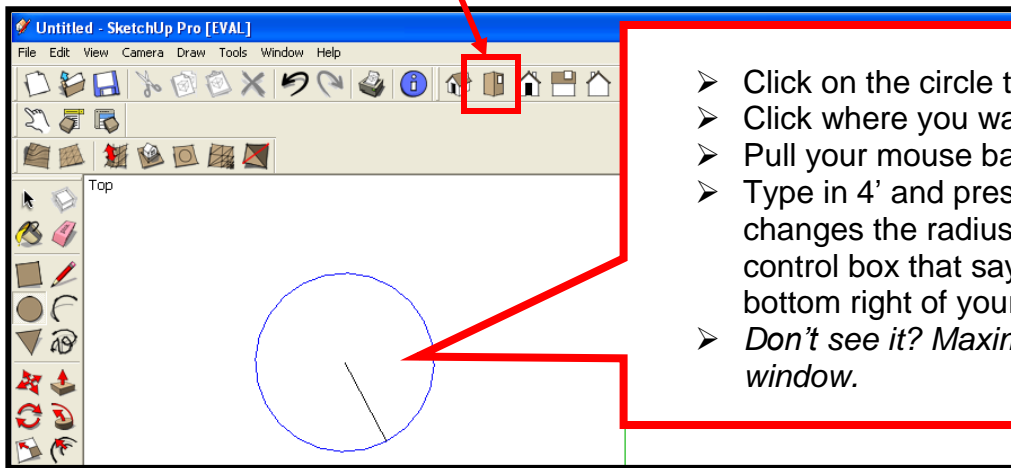 Untitled - SketchUp Pro [EVAL]
File Edit View Camera Draw Tools Window Help
Top
➢ Click on the circle t
➢ Click where you wa
➢ Pull your mouse ba
➢ Type in 4’ and pres
changes the radius
control box that say
bottom right of your
➢ Don’t see it? Maxim
window.